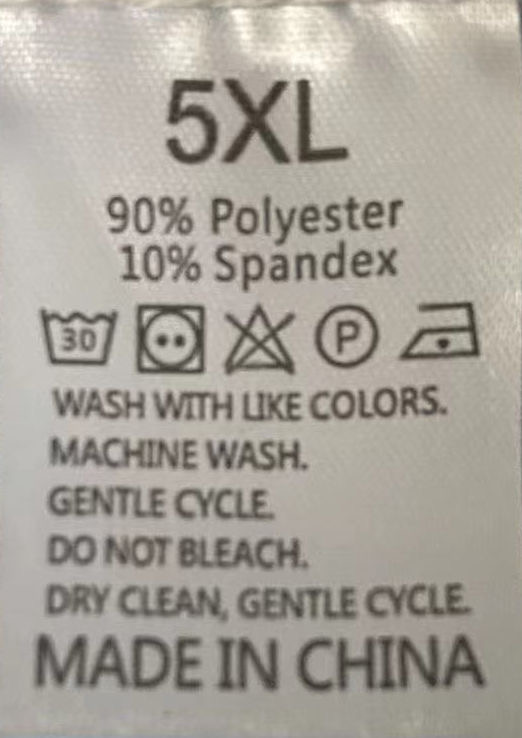 5XL
90% Polyester
10% Spandex
30 P
WASH WITH LIKE COLORS.
MACHINE WASH.
GENTLE CYCLE.
DO NOT BLEACH.
DRY CLEAN, GENTLE CYCLE.
MADE IN CHINA